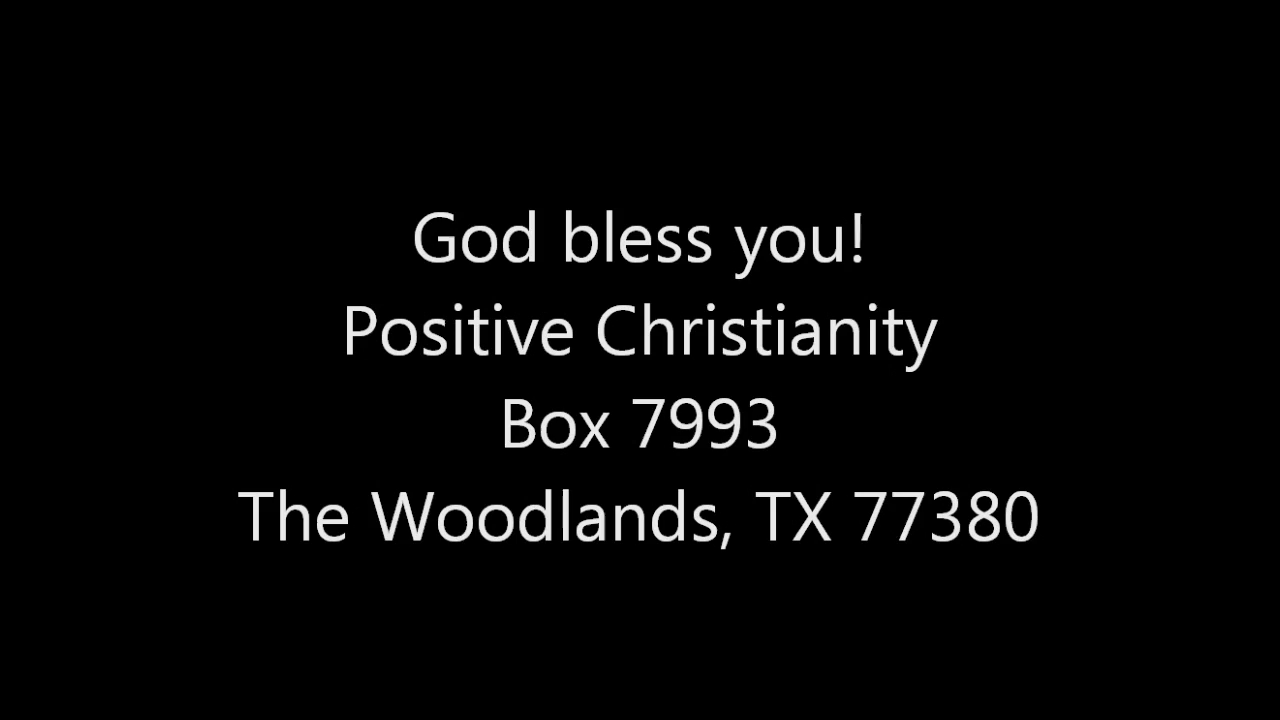 God bless you!
Positive Christianity
Box 7993
The Woodlands, TX 77380